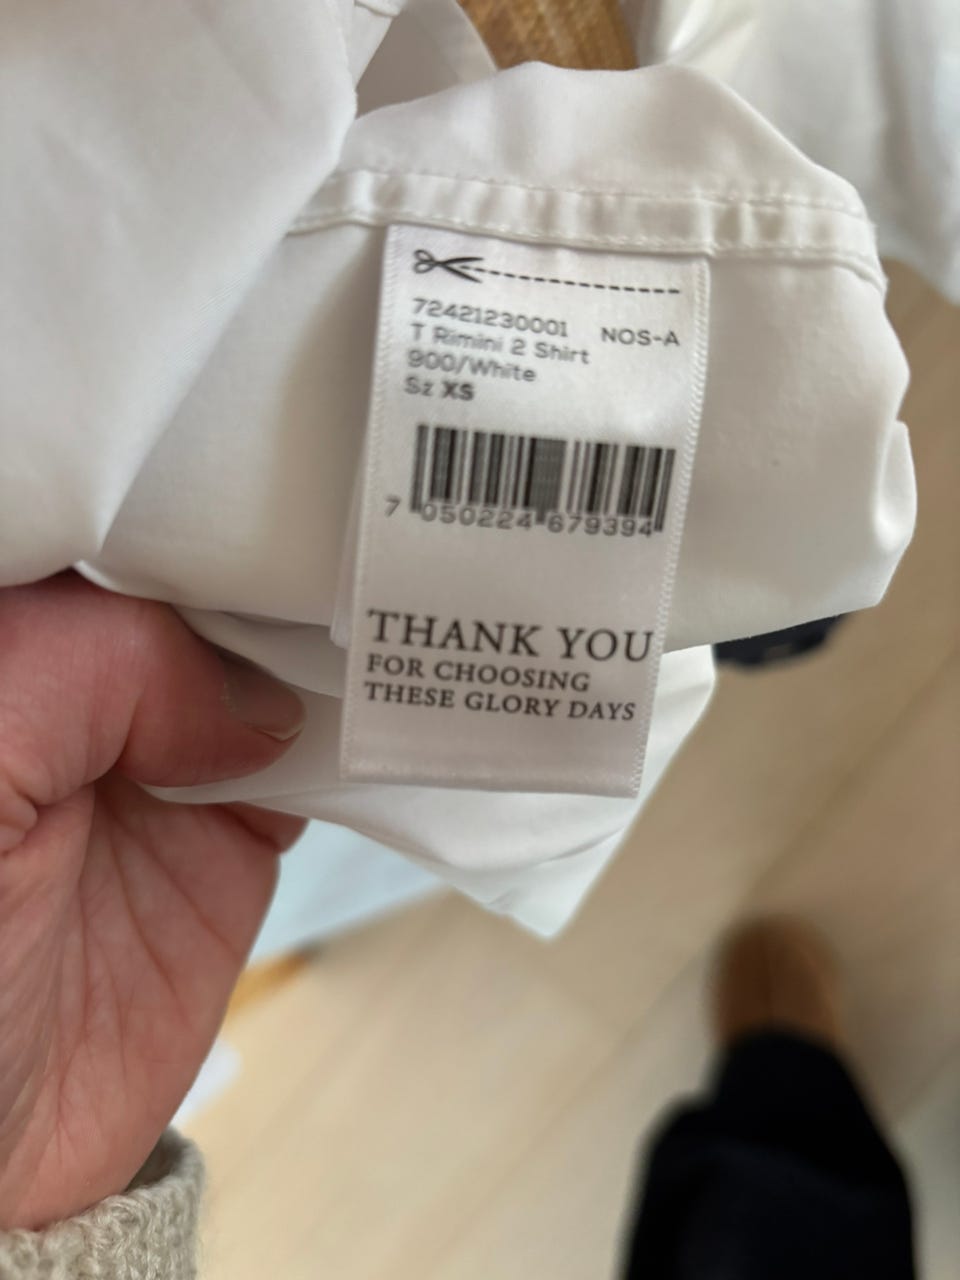 72421230001 NOS-A
T Rimini 2 Shirt
900/White
Sz XS
7 050224 679394
THANK YOU
FOR CHOOSING
THESE GLORY DAYS